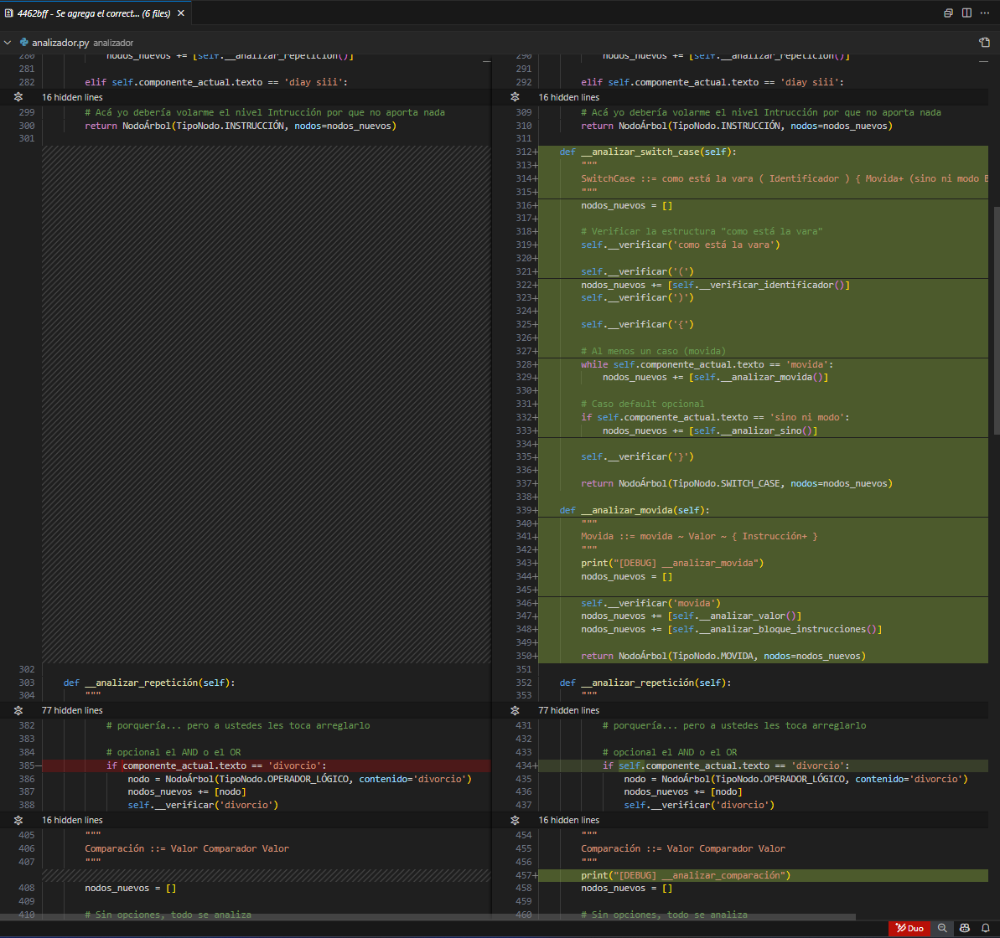 4462bff - Se agrega el correct... (6 files)
analizador.py analizador
280 nodos_nuevos += [self.__analizar_repetición()]
281
282 elif self.componente_actual.texto == 'diay siii':
16 hidden lines
299 # Acá yo debería volarme el nivel Intrucción por que no aporta nada
300 return NodoÁrbol(TipoNodo.INSTRUCCIÓN, nodos=nodos_nuevos)
301
302
303 def __analizar_repetición(self):
304 """
77 hidden lines
382 # porquería... pero a ustedes les toca arreglarlo
383
384 # opcional el AND o el OR
385− if componente_actual.texto == 'divorcio':
386 nodo = NodoÁrbol(TipoNodo.OPERADOR_LÓGICO, contenido='divorcio')
387 nodos_nuevos += [nodo]
388 self.__verificar('divorcio')
16 hidden lines
405 """
406 Comparación ::= Valor Comparador Valor
407 """
408 nodos_nuevos = []
409
410 # Sin opciones, todo se analiza
290 nodos_nuevos += [self.__analizar_repetición()]
291
292 elif self.componente_actual.texto == 'diay siii':
16 hidden lines
309 # Acá yo debería volarme el nivel Intrucción por que no aporta nada
310 return NodoÁrbol(TipoNodo.INSTRUCCIÓN, nodos=nodos_nuevos)
311
312+ def __analizar_switch_case(self):
313+ """
314+ SwitchCase ::= como está la vara ( Identificador ) { Movida+ (sino ni modo
315+ """
316+ nodos_nuevos = []
317+
318+ # Verificar la estructura "como está la vara"
319+ self.__verificar('como está la vara')
320+
321+ self.__verificar('(')
322+ nodos_nuevos += [self.__verificar_identificador()]
323+ self.__verificar(')')
324+
325+ self.__verificar('{')
326+
327+ # Al menos un caso (movida)
328+ while self.componente_actual.texto == 'movida':
329+ nodos_nuevos += [self.__analizar_movida()]
330+
331+ # Caso default opcional
332+ if self.componente_actual.texto == 'sino ni modo':
333+ nodos_nuevos += [self.__analizar_sino()]
334+
335+ self.__verificar('}')
336+
337+ return NodoÁrbol(TipoNodo.SWITCH_CASE, nodos=nodos_nuevos)
338+
339+ def __analizar_movida(self):
340+ """
341+ Movida ::= movida ~ Valor ~ { Instrucción+ }
342+ """
343+ print("[DEBUG] __analizar_movida")
344+ nodos_nuevos = []
345+
346+ self.__verificar('movida')
347+ nodos_nuevos += [self.__analizar_valor()]
348+ nodos_nuevos += [self.__analizar_bloque_instrucciones()]
349+
350+ return NodoÁrbol(TipoNodo.MOVIDA, nodos=nodos_nuevos)
351
352 def __analizar_repetición(self):
353 """
77 hidden lines
431 # porquería... pero a ustedes les toca arreglarlo
432
433 # opcional el AND o el OR
434+ if self.componente_actual.texto == 'divorcio':
435 nodo = NodoÁrbol(TipoNodo.OPERADOR_LÓGICO, contenido='divorcio')
436 nodos_nuevos += [nodo]
437 self.__verificar('divorcio')
16 hidden lines
454 """
455 Comparación ::= Valor Comparador Valor
456 """
457+ print("[DEBUG] __analizar_comparación")
458 nodos_nuevos = []
459
460 # Sin opciones, todo se analiza
Duo